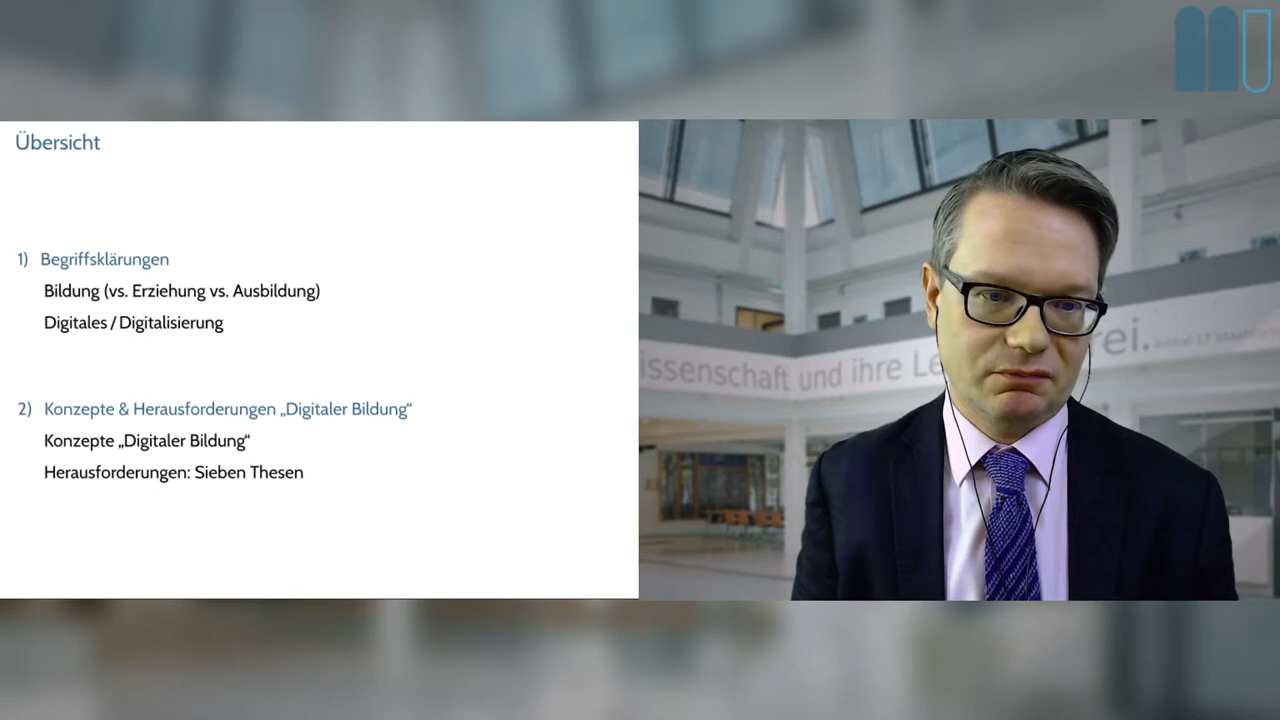 Übersicht
1) Begriffsklärungen
Bildung (vs. Erziehung vs. Ausbildung)
Digitales / Digitalisierung
2) Konzepte & Herausforderungen „Digitaler Bildung“
Konzepte „Digitaler Bildung“
Herausforderungen: Sieben Thesen
issenschaft und ihre Le
rei.